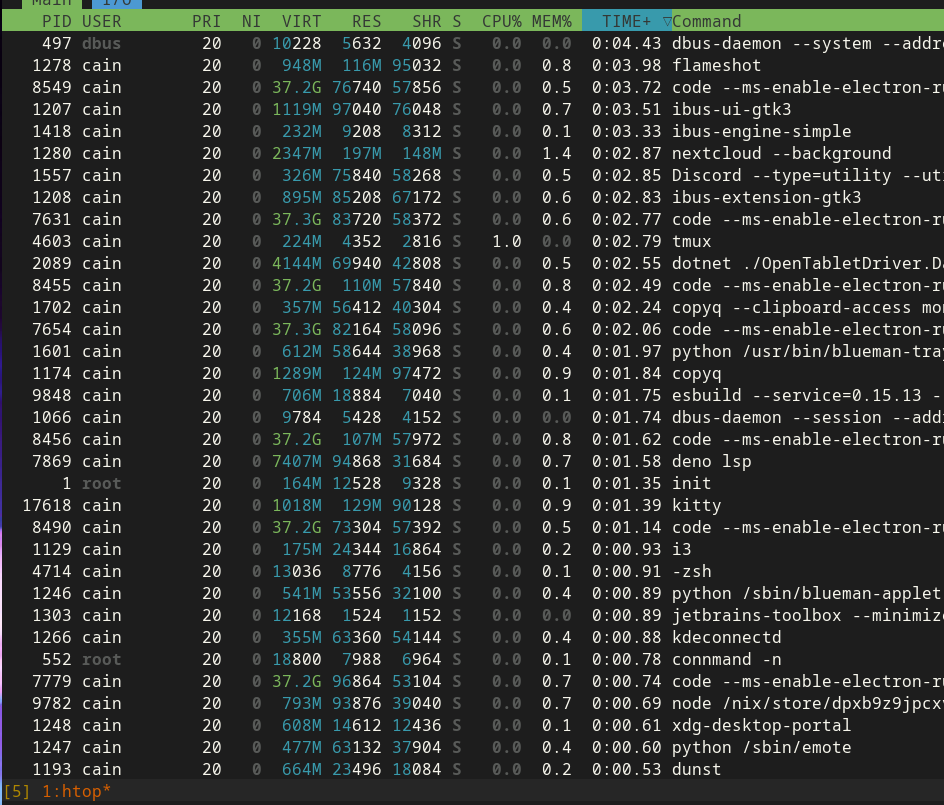 Main I/O
PID USER PRI NI VIRT RES SHR S CPU% MEM% TIME+ ▽Command
497 dbus 20 0 10228 5632 4096 S 0.0 0.0 0:04.43 dbus-daemon --system --addre
1278 cain 20 0 948M 116M 95032 S 0.0 0.8 0:03.98 flameshot
8549 cain 20 0 37.2G 76740 57856 S 0.0 0.5 0:03.72 code --ms-enable-electron-ru
1207 cain 20 0 1119M 97040 76048 S 0.0 0.7 0:03.51 ibus-ui-gtk3
1418 cain 20 0 232M 9208 8312 S 0.0 0.1 0:03.33 ibus-engine-simple
1280 cain 20 0 2347M 197M 148M S 0.0 1.4 0:02.87 nextcloud --background
1557 cain 20 0 326M 75840 58268 S 0.0 0.5 0:02.85 Discord --type=utility --uti
1208 cain 20 0 895M 85208 67172 S 0.0 0.6 0:02.83 ibus-extension-gtk3
7631 cain 20 0 37.3G 83720 58372 S 0.0 0.6 0:02.77 code --ms-enable-electron-ru
4603 cain 20 0 224M 4352 2816 S 1.0 0.0 0:02.79 tmux
2089 cain 20 0 4144M 69940 42808 S 0.0 0.5 0:02.55 dotnet ./OpenTabletDriver.Da
8455 cain 20 0 37.2G 110M 57840 S 0.0 0.8 0:02.49 code --ms-enable-electron-ru
1702 cain 20 0 357M 56412 40304 S 0.0 0.4 0:02.24 copyq --clipboard-access mon
7654 cain 20 0 37.3G 82164 58096 S 0.0 0.6 0:02.06 code --ms-enable-electron-ru
1601 cain 20 0 612M 58644 38968 S 0.0 0.4 0:01.97 python /usr/bin/blueman-tray
1174 cain 20 0 1289M 124M 97472 S 0.0 0.9 0:01.84 copyq
9848 cain 20 0 706M 18884 7040 S 0.0 0.1 0:01.75 esbuild --service=0.15.13 -
1066 cain 20 0 9784 5428 4152 S 0.0 0.0 0:01.74 dbus-daemon --session --addr
8456 cain 20 0 37.2G 107M 57972 S 0.0 0.8 0:01.62 code --ms-enable-electron-ru
7869 cain 20 0 7407M 94868 31684 S 0.0 0.7 0:01.58 deno lsp
1 root 20 0 164M 12528 9328 S 0.0 0.1 0:01.35 init
17618 cain 20 0 1018M 129M 90128 S 0.0 0.9 0:01.39 kitty
8490 cain 20 0 37.2G 73304 57392 S 0.0 0.5 0:01.14 code --ms-enable-electron-ru
1129 cain 20 0 175M 24344 16864 S 0.0 0.2 0:00.93 i3
4714 cain 20 0 13036 8776 4156 S 0.0 0.1 0:00.91 -zsh
1246 cain 20 0 541M 53556 32100 S 0.0 0.4 0:00.89 python /sbin/blueman-applet
1303 cain 20 0 12168 1524 1152 S 0.0 0.0 0:00.89 jetbrains-toolbox --minimize
1266 cain 20 0 355M 63360 54144 S 0.0 0.4 0:00.88 kdeconnectd
552 root 20 0 18800 7988 6964 S 0.0 0.1 0:00.78 connmand -n
7779 cain 20 0 37.2G 96864 53104 S 0.0 0.7 0:00.74 code --ms-enable-electron-ru
9782 cain 20 0 793M 93876 39040 S 0.0 0.7 0:00.69 node /nix/store/dpxb9z9jpcxv
1248 cain 20 0 608M 14612 12436 S 0.0 0.1 0:00.61 xdg-desktop-portal
1247 cain 20 0 477M 63132 37904 S 0.0 0.4 0:00.60 python /sbin/emote
1193 cain 20 0 664M 23496 18084 S 0.0 0.2 0:00.53 dunst
[5] 1:htop*